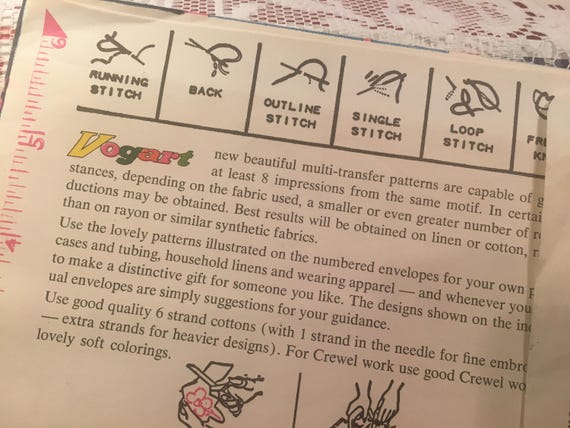 6
5
4
RUNNING
STITCH
BACK
OUTLINE
STITCH
SINGLE
STITCH
LOOP
STITCH
Vogart new beautiful multi-transfer patterns are capable of
at least 8 impressions from the same motif. In
stances, depending on the fabric used, a smaller or even greater number of
ductions may be obtained. Best results will be obtained on linen or cotton,
than on rayon or similar synthetic fabrics.
Use the lovely patterns illustrated on the numbered envelopes for your own
cases and tubing, household linens and wearing apparel — and whenever you
to make a distinctive gift for someone you like. The designs shown on the
ual envelopes are simply suggestions for your guidance.
Use good quality 6 strand cottons (with 1 strand in the needle for fine
— extra strands for heavier designs). For Crewel work use good Crewel
lovely soft colorings.